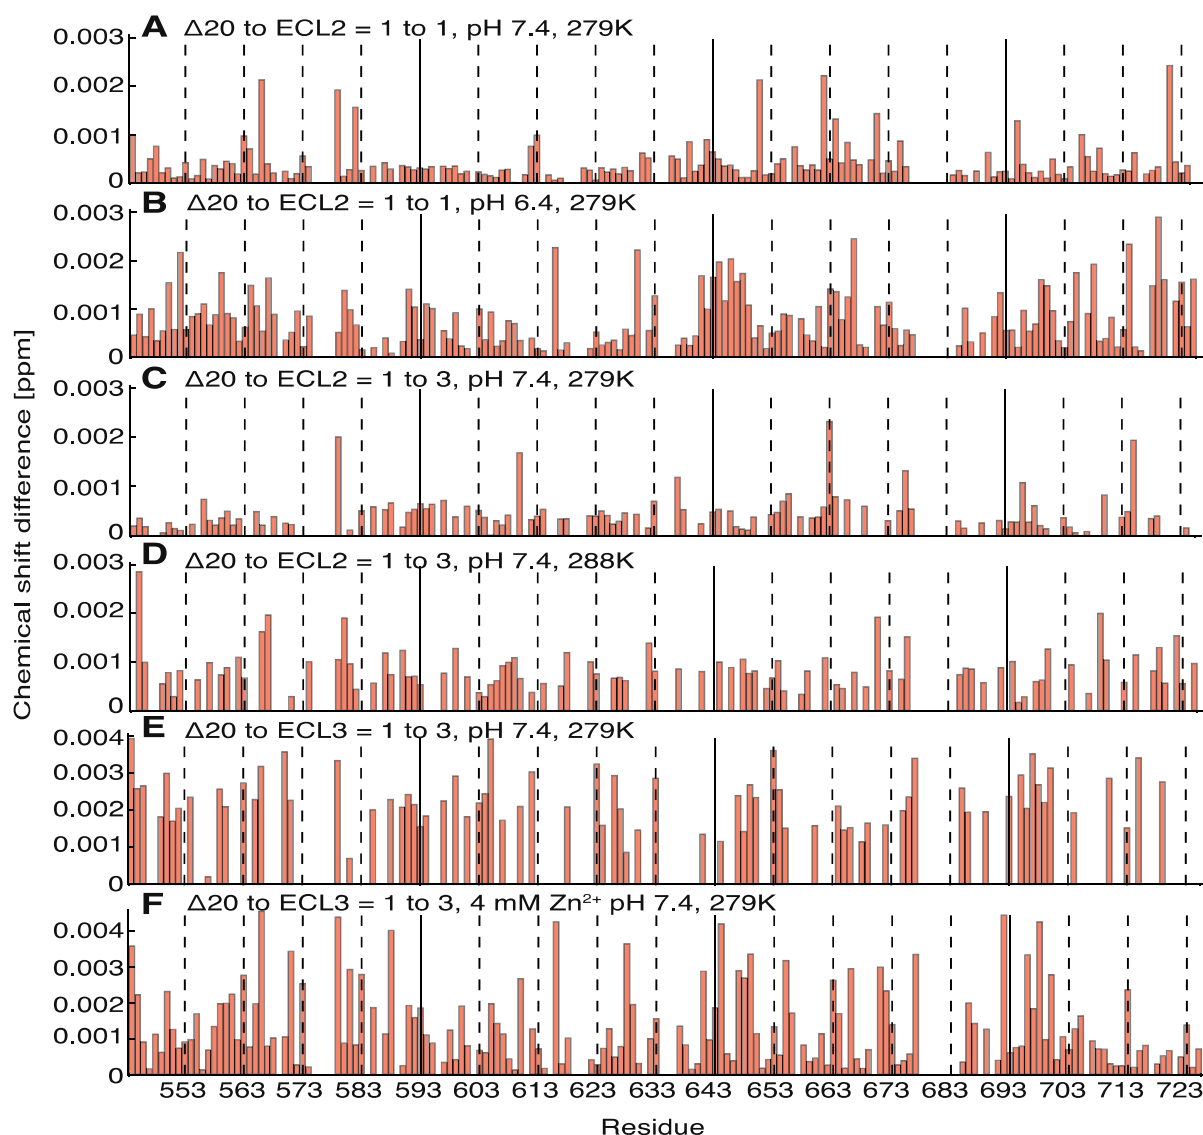 A Δ20 to ECL2 = 1 to 1, pH 7.4, 279K
0.003
0.002
0.001
0
B Δ20 to ECL2 = 1 to 1, pH 6.4, 279K
0.003
0.002
0.001
0
C Δ20 to ECL2 = 1 to 3, pH 7.4, 279K
0.003
0.002
0.001
0
D Δ20 to ECL2 = 1 to 3, pH 7.4, 288K
0.003
0.002
0.001
0
E Δ20 to ECL3 = 1 to 3, pH 7.4, 279K
0.004
0.003
0.002
0.001
0
F Δ20 to ECL3 = 1 to 3, 4 mM Zn²⁺ pH 7.4, 279K
0.004
0.003
0.002
0.001
0
553 563 573 583 593 603 613 623 633 643 653 663 673 683 693 703 713 723
Residue
Chemical shift difference [ppm]